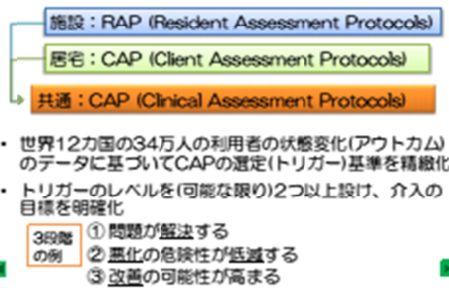 施設：RAP (Resident Assessment Protocols)
居宅：CAP (Client Assessment Protocols)
共通：CAP (Clinical Assessment Protocols)
• 世界12カ国の34万人の利用者の状態変化(アウトカム)
のデータに基づいてCAPの選定(トリガー)基準を精緻化
• トリガーのレベルを(可能な限り)2つ以上設け、介入の
目標を明確化
3段階
の例
① 問題が解決する
② 悪化の危険性が低減する
③ 改善の可能性が高まる